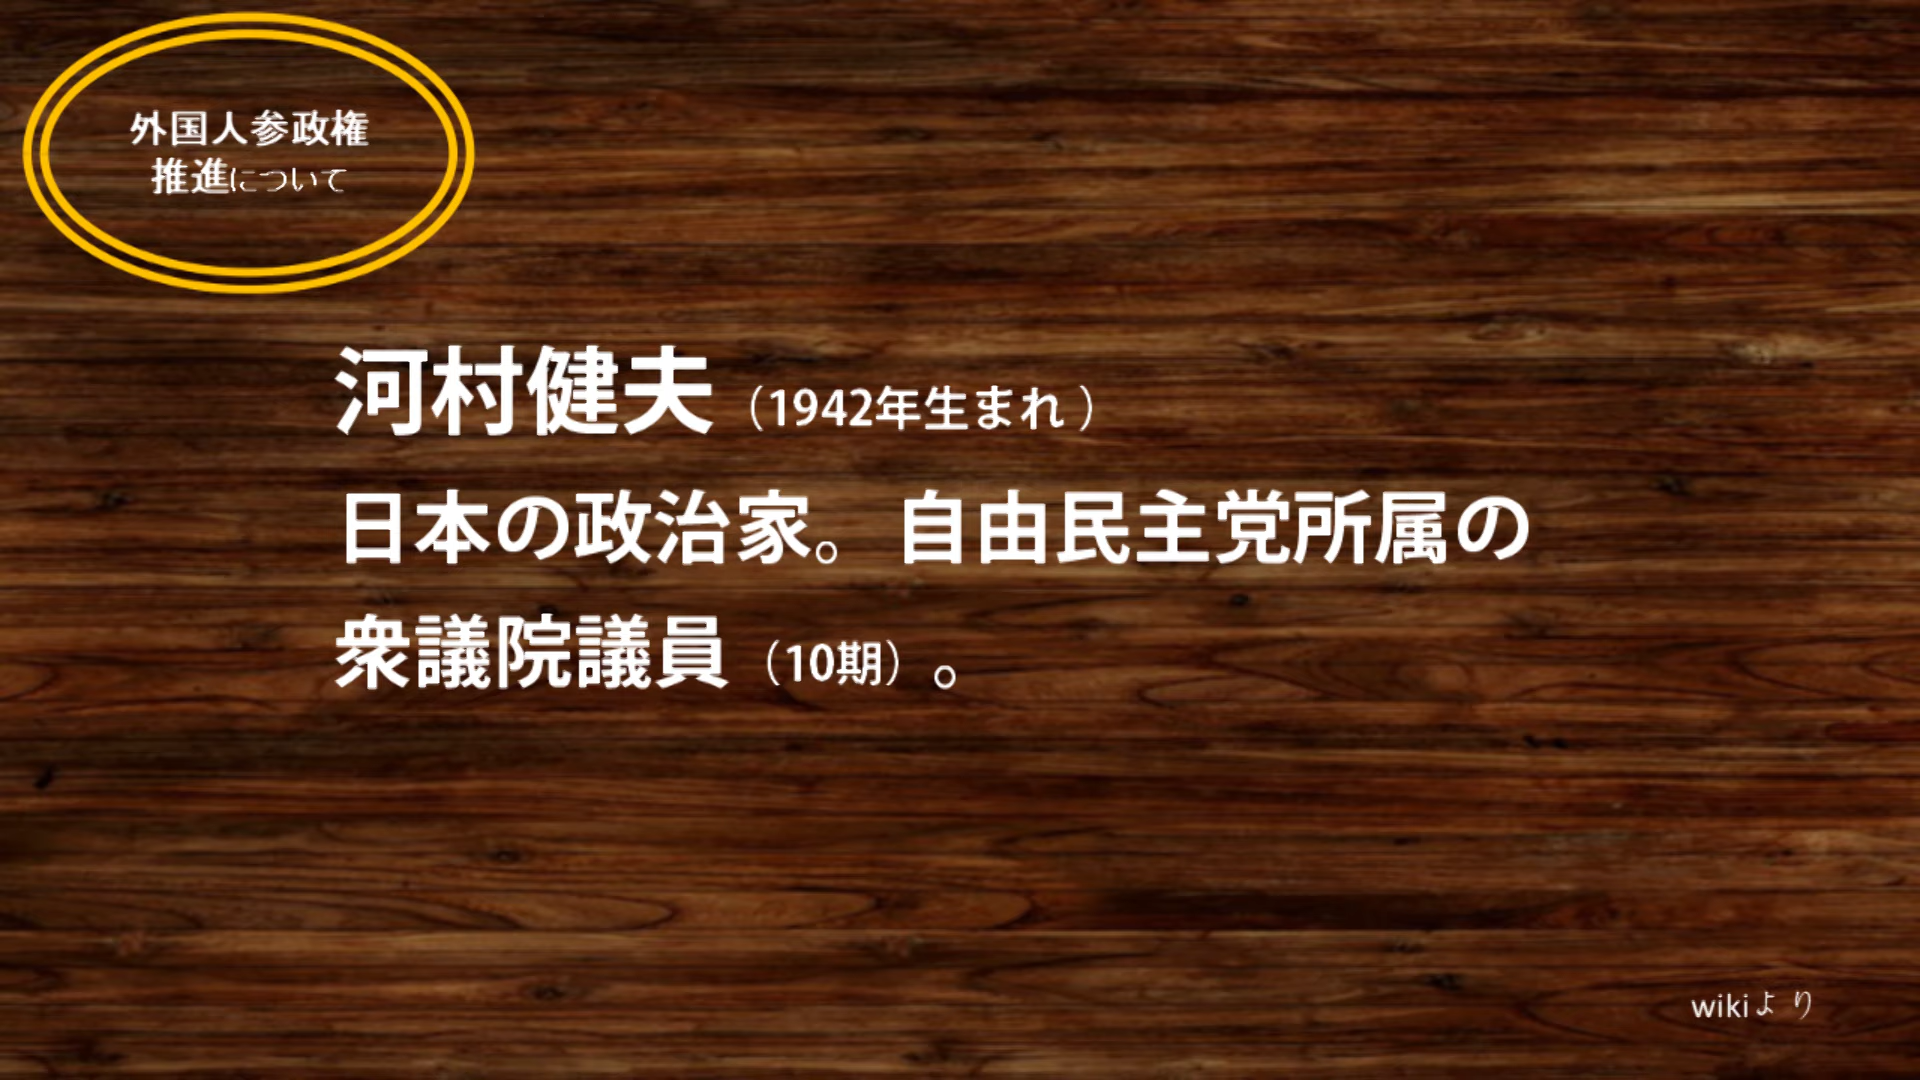 外国人参政権
推進について
河村健夫（1942年生まれ ）
日本の政治家。 自由民主党所属の
衆議院議員（10期）。
wikiより